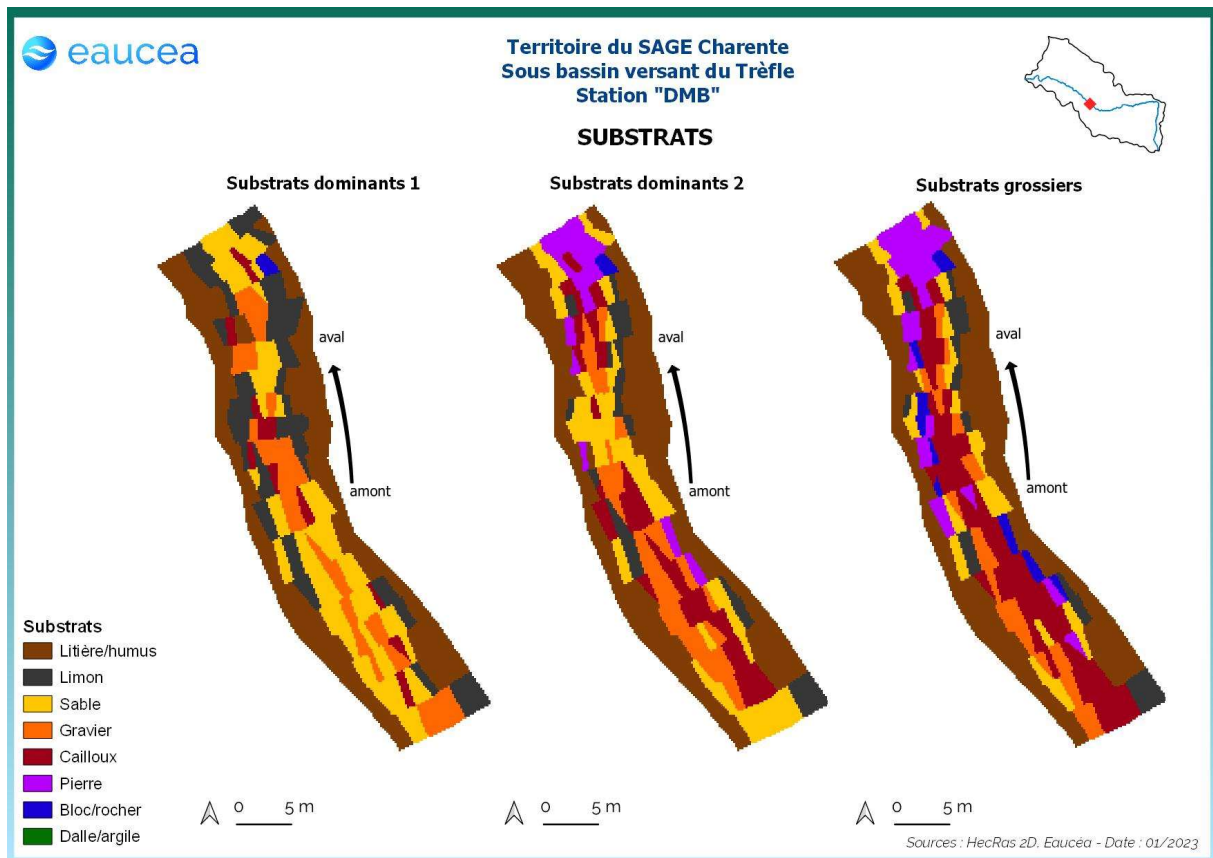 eaucea
Territoire du SAGE Charente
Sous bassin versant du Trèfle
Station "DMB"
SUBSTRATS
Substrats dominants 1
Substrats dominants 2
Substrats grossiers
aval
amont
aval
amont
aval
amont
Substrats
Litière/humus
Limon
Sable
Gravier
Cailloux
Pierre
Bloc/rocher
Dalle/argile
0 5 m
0 5 m
0 5 m
Sources : HecRas 2D, Eaucéa - Date : 01/2023